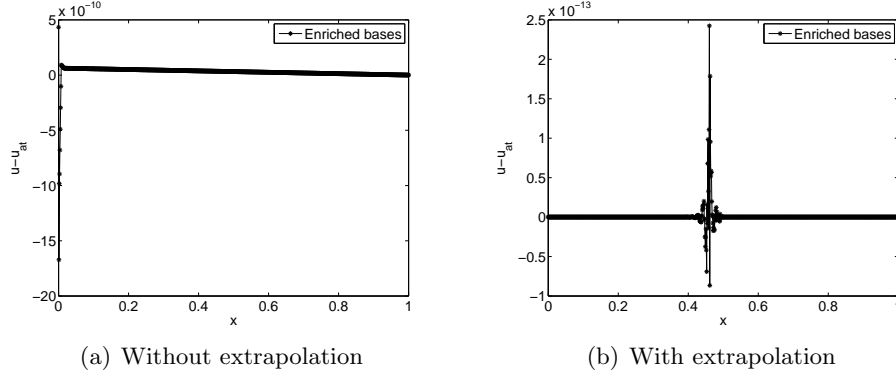 x 10⁻¹⁰
5
0
−5
−10
−15
−20
0 0.2 0.4 0.6 0.8 1
x
u−u_at
Enriched bases
(a) Without extrapolation
x 10⁻¹³
2.5
2
1.5
1
0.5
0
−0.5
−1
0 0.2 0.4 0.6 0.8 1
x
u−u_at
Enriched bases
(b) With extrapolation